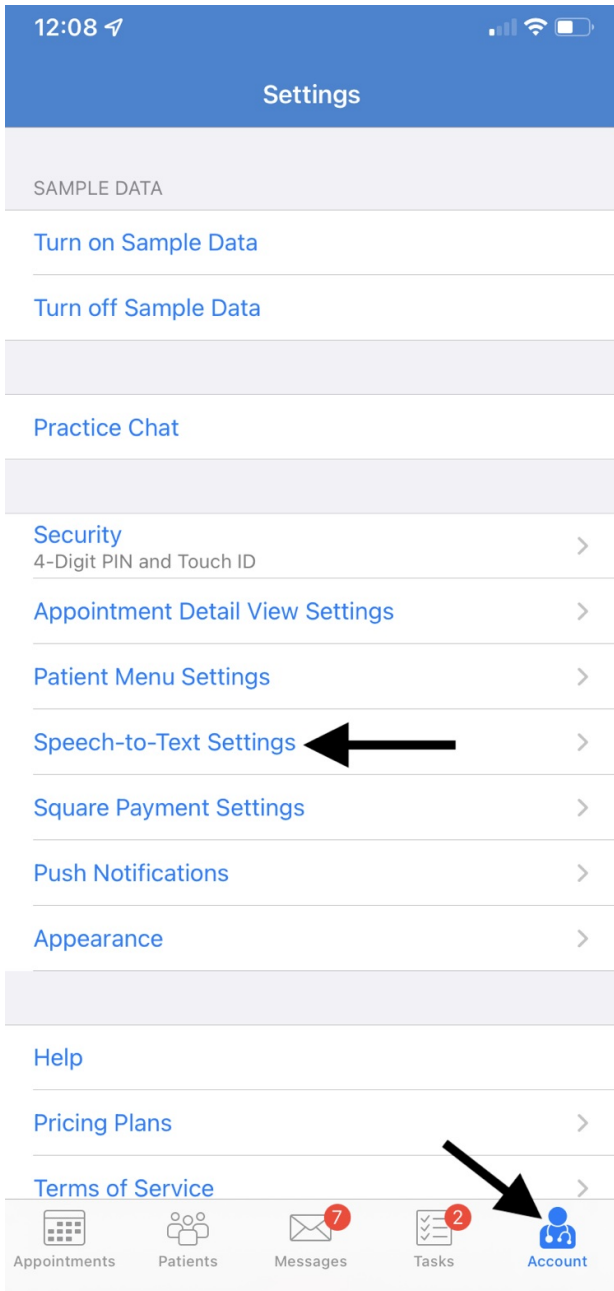 12:08
Settings
SAMPLE DATA
Turn on Sample Data
Turn off Sample Data
Practice Chat
Security
4-Digit PIN and Touch ID
Appointment Detail View Settings
Patient Menu Settings
Speech-to-Text Settings
Square Payment Settings
Push Notifications
Appearance
Help
Pricing Plans
Terms of Service
7
2
Appointments Patients Messages Tasks Account